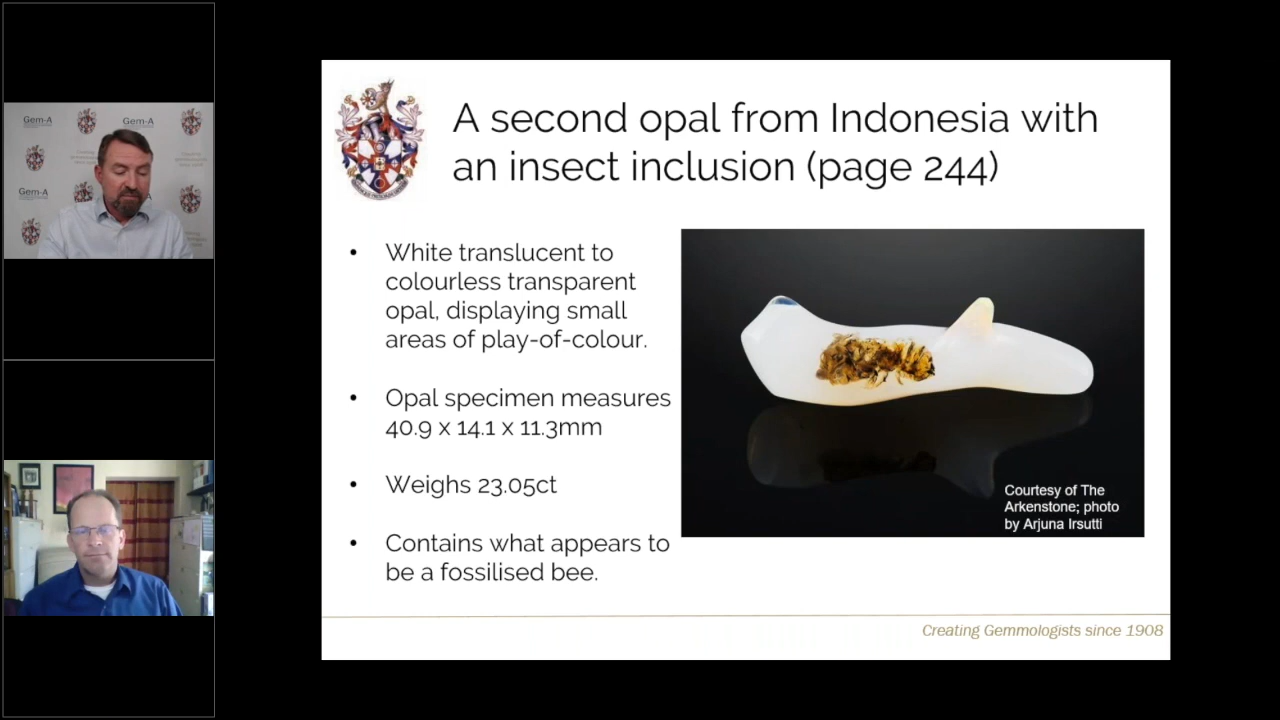 Gem-A
Gem-A
Gem-A
A second opal from Indonesia with
an insect inclusion (page 244)
• White translucent to
colourless transparent
opal, displaying small
areas of play-of-colour.
• Opal specimen measures
40.9 x 14.1 x 11.3mm
• Weighs 23.05ct
• Contains what appears to
be a fossilised bee.
Courtesy of The
Arkenstone; photo
by Arjuna Irsutti
Creating Gemmologists since 1908